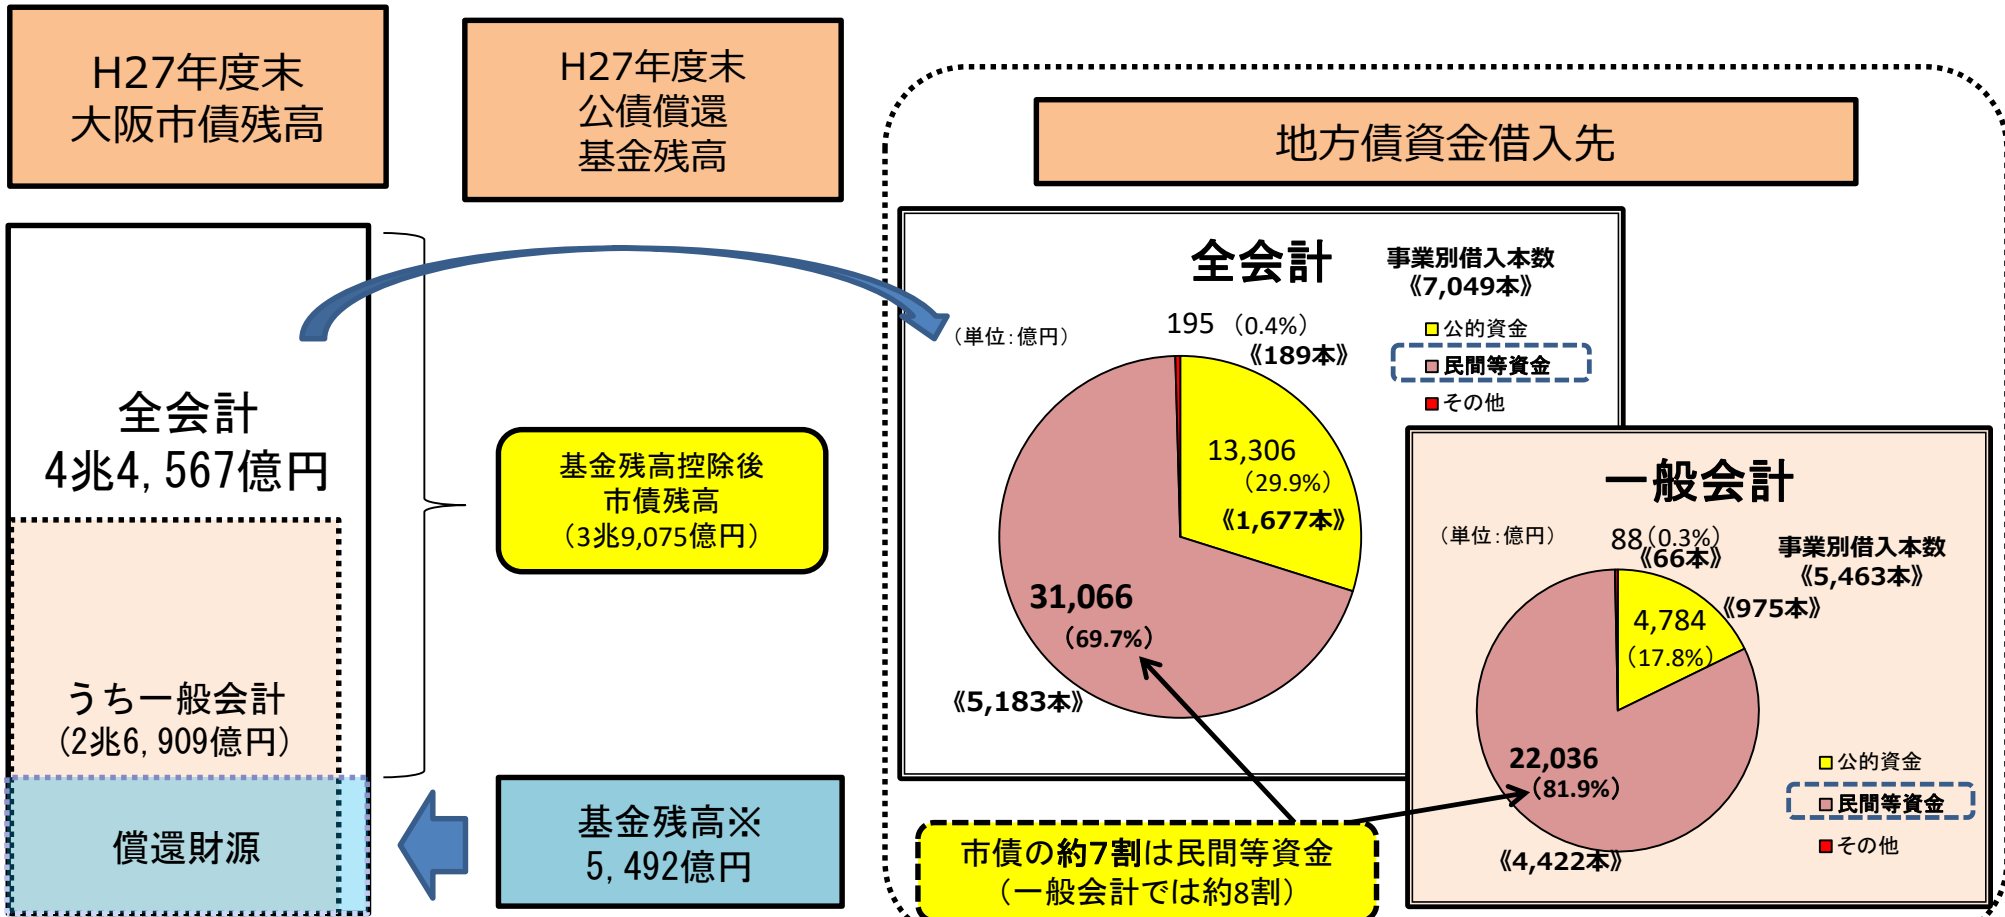 H27年度末
大阪市債残高
H27年度末
公債償還
基金残高
地方債資金借入先
全会計
4兆4,567億円
うち一般会計
(2兆6,909億円)
償還財源
基金残高控除後
市債残高
(3兆9,075億円)
基金残高※
5,492億円
全会計
事業別借入本数
《7,049本》
(単位:億円)
195 (0.4%)
《189本》
公的資金
民間等資金
その他
13,306
(29.9%)
《1,677本》
31,066
(69.7%)
《5,183本》
一般会計
(単位:億円)
88(0.3%)
《66本》
事業別借入本数
《5,463本》
《975本》
4,784
(17.8%)
22,036
(81.9%)
《4,422本》
公的資金
民間等資金
その他
市債の約7割は民間等資金
(一般会計では約8割)